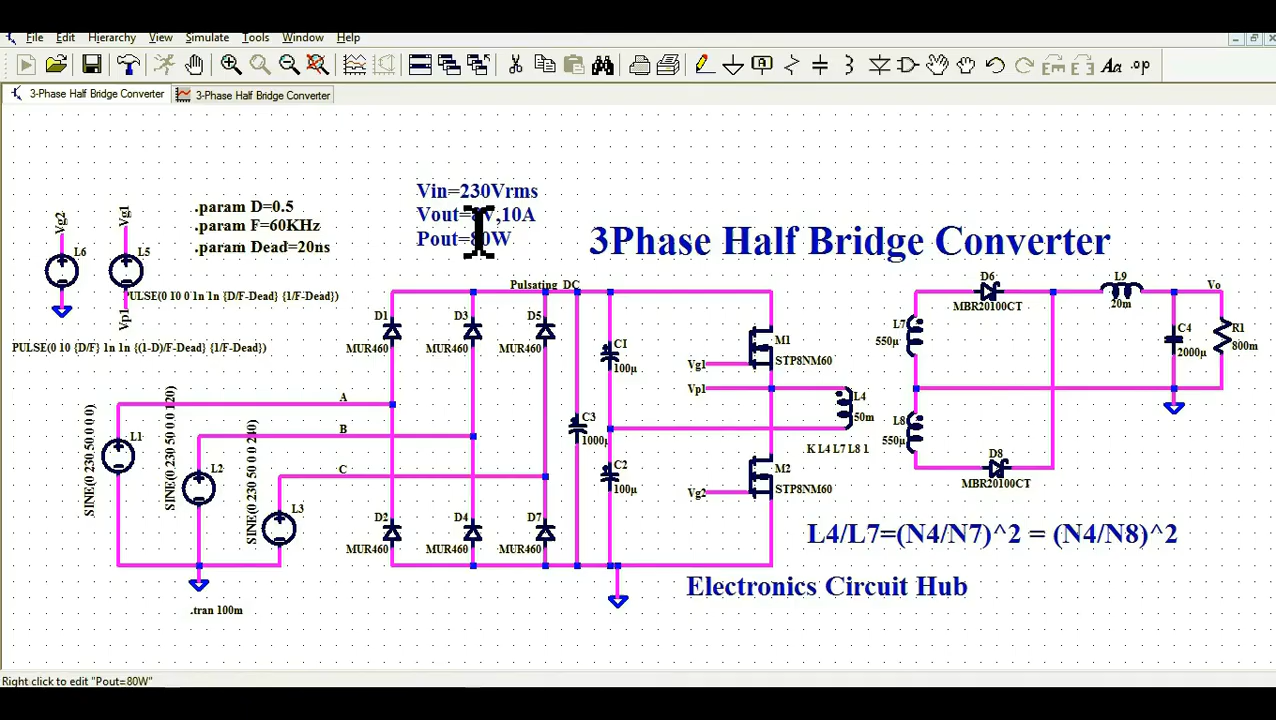 File Edit Hierarchy View Simulate Tools Window Help
3-Phase Half Bridge Converter
3-Phase Half Bridge Converter
Vin=230Vrms
Vout=8V,10A
Pout=80W
3Phase Half Bridge Converter
.param D=0.5
.param F=60KHz
.param Dead=20ns
Vg2
Vg1
L6
L5
PULSE(0 10 0 1n 1n {D/F-Dead} {1/F-Dead})
Vp1
PULSE(0 10 {D/F} 1n 1n {(1-D)/F-Dead} {1/F-Dead})
Pulsating_DC
D1
MUR460
D3
MUR460
D5
MUR460
C1
100µ
M1
STP8NM60
Vg1
Vp1
L4
50m
K L4 L7 L8 1
D6
MBR20100CT
L9
20m
Vo
L7
550µ
C4
2000µ
R1
800m
L8
550µ
D8
MBR20100CT
A
B
C
L1
SINE(0 230 50 0 0 0)
L2
SINE(0 230 50 0 0 120)
L3
SINE(0 230 50 0 0 240)
C3
1000µ
C2
100µ
M2
STP8NM60
Vg2
D2
MUR460
D4
MUR460
D7
MUR460
L4/L7=(N4/N7)^2 = (N4/N8)^2
Electronics Circuit Hub
.tran 100m
Right click to edit "Pout=80W"